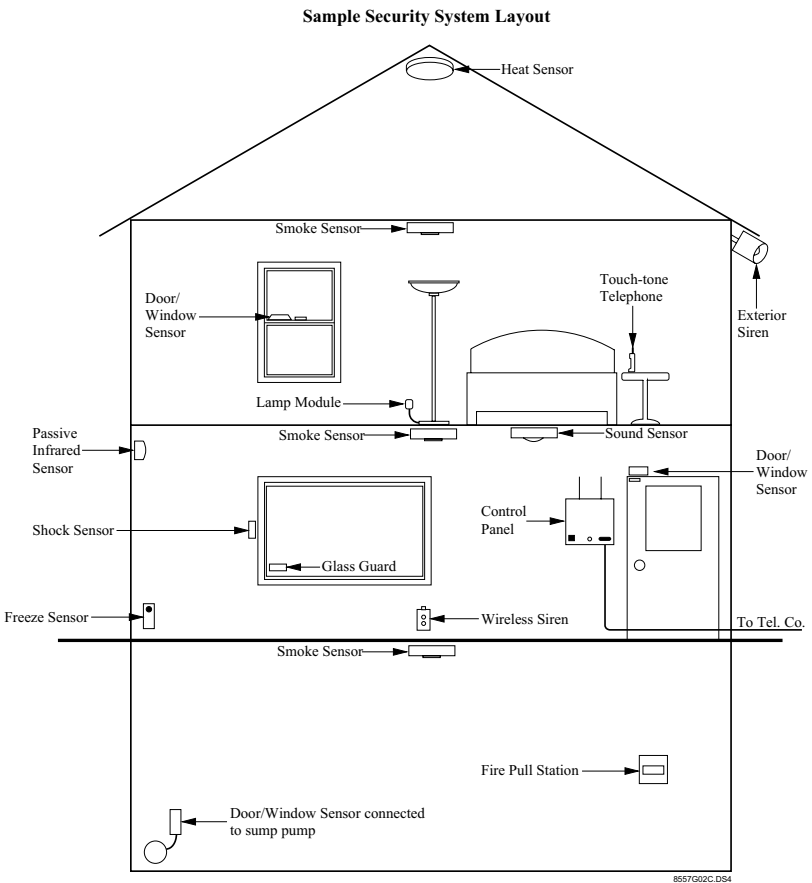 Sample Security System Layout
Heat Sensor
Smoke Sensor
Touch-tone
Telephone
Door/
Window
Sensor
Exterior
Siren
Lamp Module
Passive
Infrared
Sensor
Smoke Sensor
Sound Sensor
Door/
Window
Sensor
Shock Sensor
Control
Panel
Glass Guard
Freeze Sensor
Wireless Siren
To Tel. Co.
Smoke Sensor
Fire Pull Station
Door/Window Sensor connected
to sump pump
8557G02C.DS4